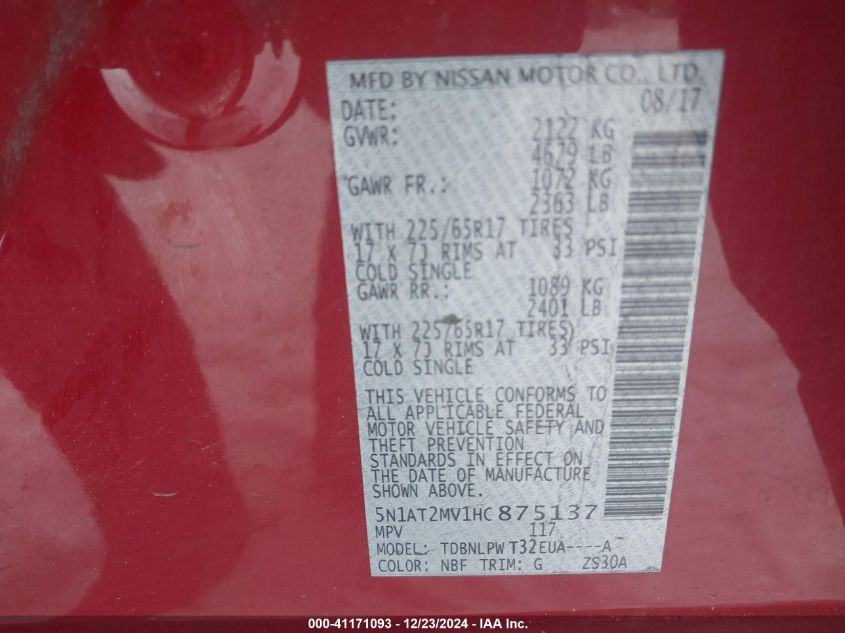 MFD BY NISSAN MOTOR CO., LTD.
DATE: 08/17
GVWR: 2122 KG
4679 LB
GAWR FR.: 1072 KG
2363 LB
WITH 225/65R17 TIRES
17 X 7J RIMS AT 33 PSI
COLD SINGLE
GAWR RR.: 1089 KG
2401 LB
WITH 225/65R17 TIRES
17 X 7J RIMS AT 33 PSI
COLD SINGLE
THIS VEHICLE CONFORMS TO
ALL APPLICABLE FEDERAL
MOTOR VEHICLE SAFETY AND
THEFT PREVENTION
STANDARDS IN EFFECT ON
THE DATE OF MANUFACTURE
SHOWN ABOVE.
5N1AT2MV1HC875137
MPV 117
MODEL: TDBNLPW T32EUA----A-
COLOR: NBF TRIM: G ZS30A
000-41171093 - 12/23/2024 - IAA Inc.